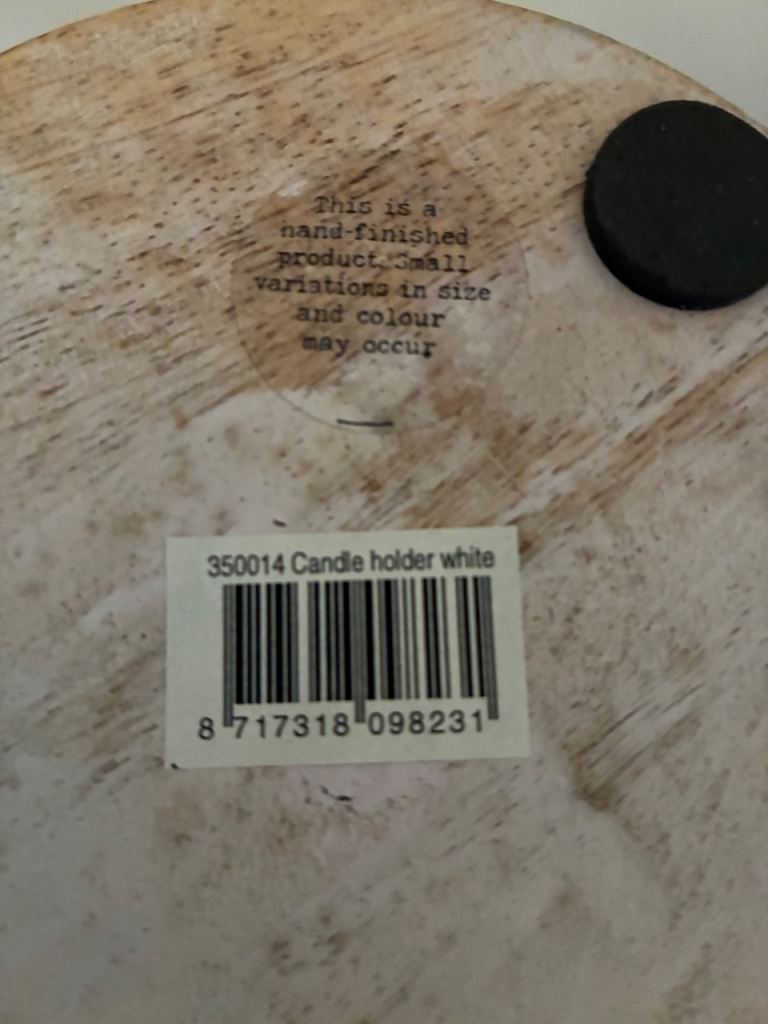 This is a
hand-finished
product. Small
variations in size
and colour
may occur
350014 Candle holder white
8 717318 098231